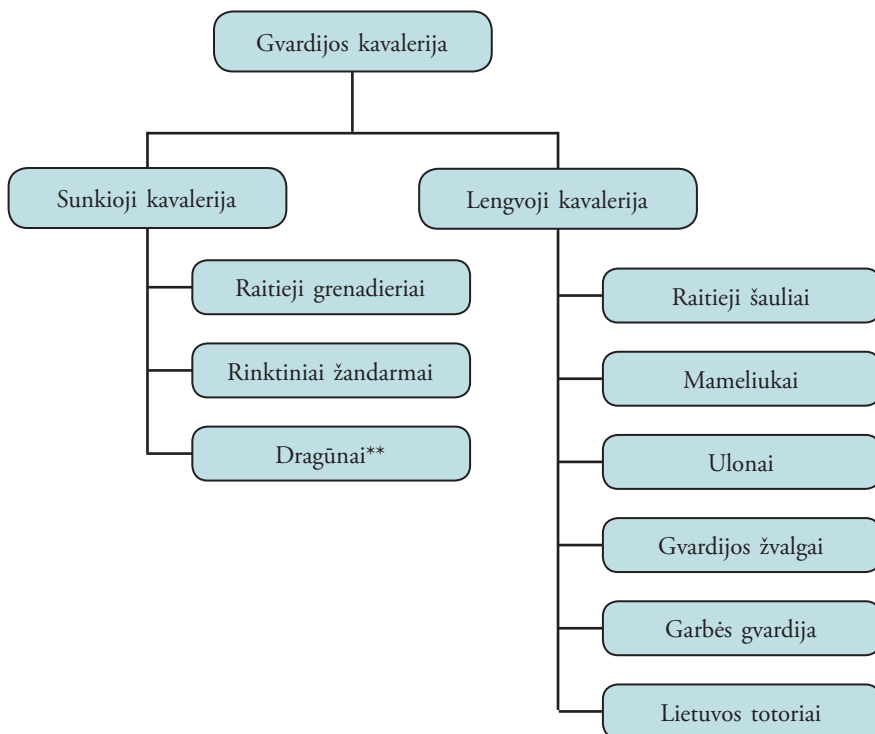 Gvardijos kavalerija
Sunkioji kavalerija
Raitieji grenadieriai
Rinktiniai žandarmai
Dragūnai**
Lengvoji kavalerija
Raitieji šauliai
Mameliukai
Ulonai
Gvardijos žvalgai
Garbės gvardija
Lietuvos totoriai